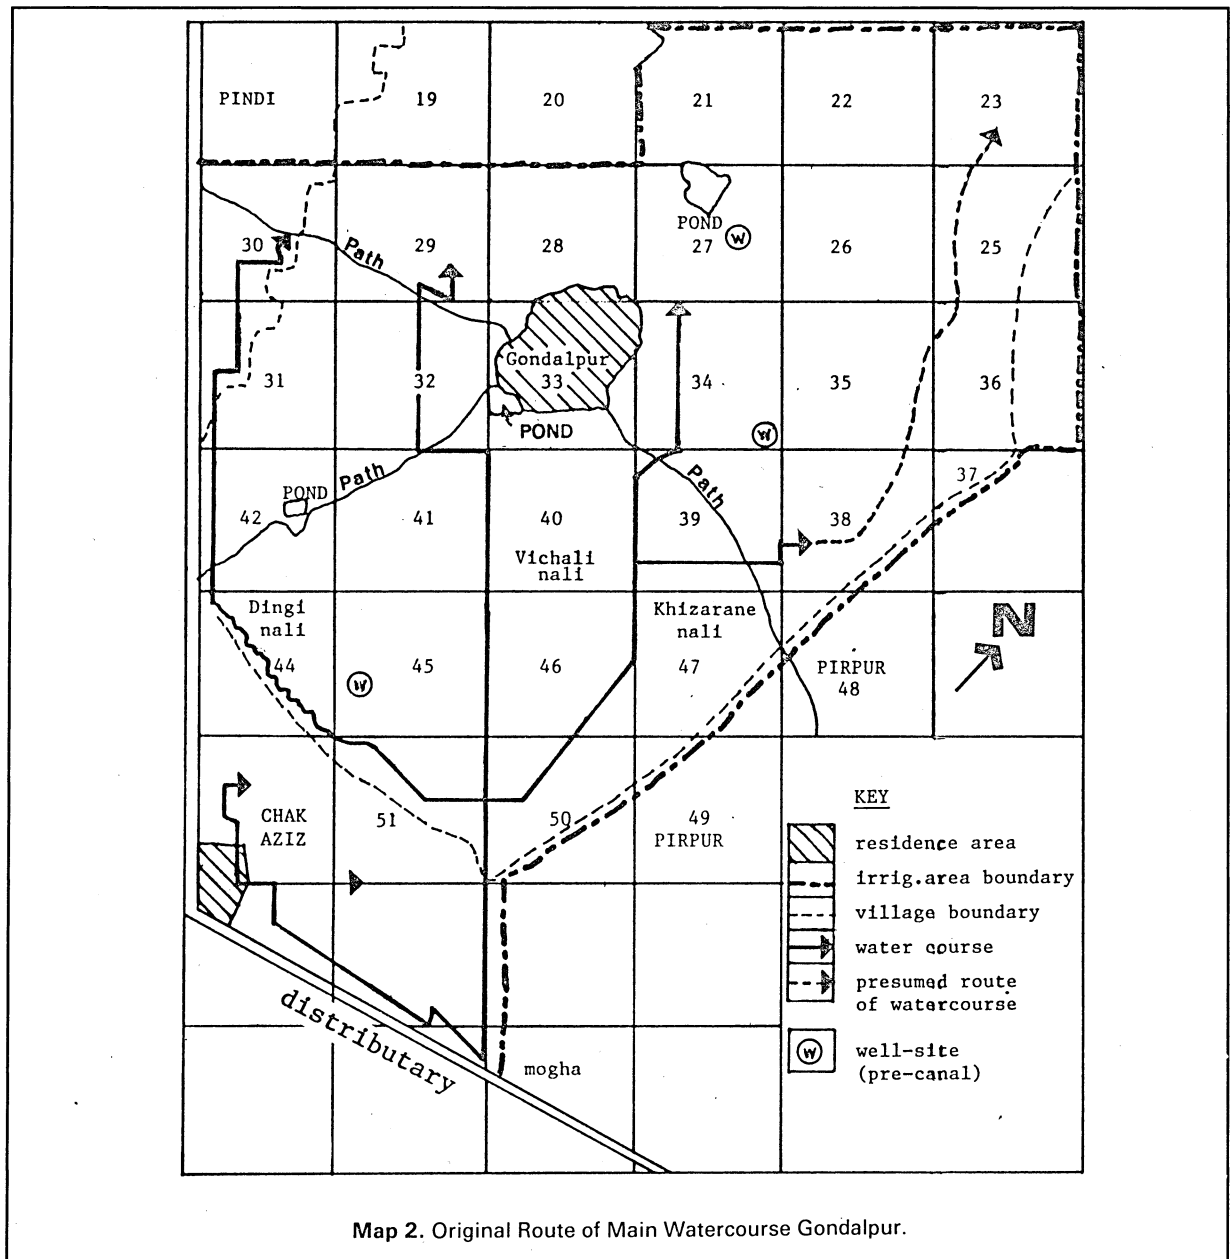 PINDI 19 20 21 22 23
POND
30 Path 29 28 27 W 26 25
Gondalpur
31 32 33 34 35 36
POND W
POND Path Path 37
42 41 40 39 38
Vichali
nali
Dingi
nali
Khizarane
nali
N
44 W 45 46 47 PIRPUR
48
CHAK
AZIZ
51 50 49
PIRPUR
KEY
residence area
irrig.area boundary
village boundary
water course
presumed route
of watercourse
W well-site
(pre-canal)
distributary
mogha
Map 2. Original Route of Main Watercourse Gondalpur.